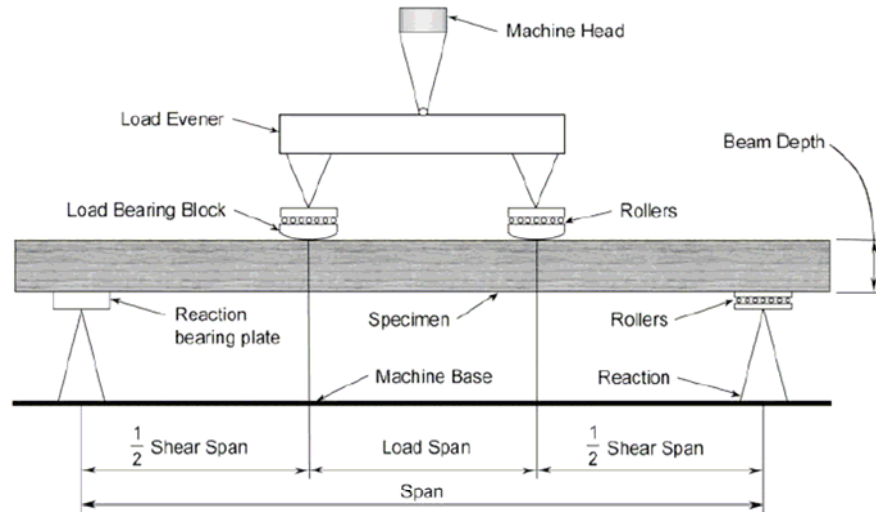 Machine Head
Load Evener
Beam Depth
Load Bearing Block
Rollers
Reaction
bearing plate
Specimen
Rollers
Machine Base
Reaction
1/2 Shear Span
Load Span
1/2 Shear Span
Span